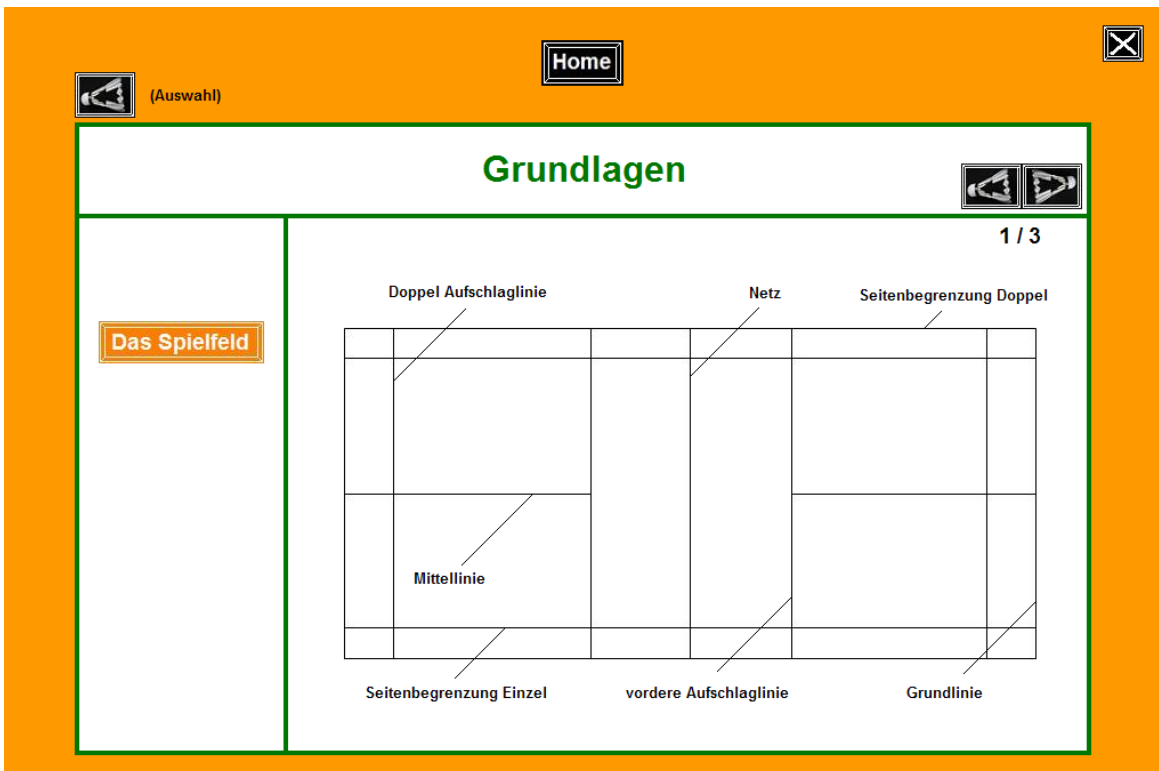 Home
(Auswahl)
Grundlagen
1 / 3
Das Spielfeld
Doppel Aufschlaglinie
Netz
Seitenbegrenzung Doppel
Mittellinie
Seitenbegrenzung Einzel
vordere Aufschlaglinie
Grundlinie